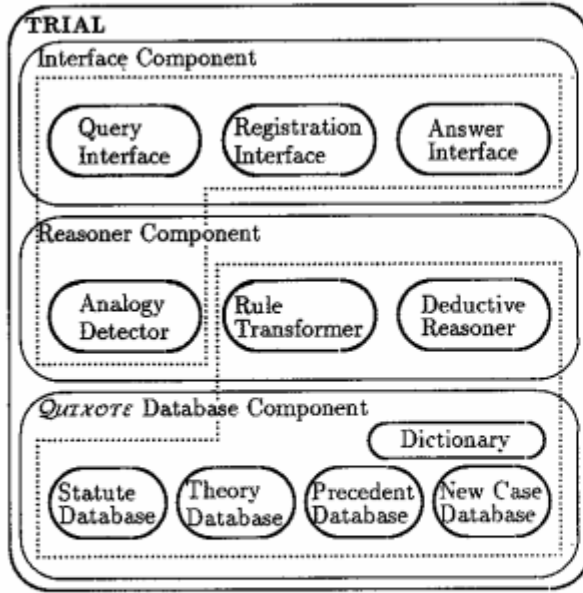 TRIAL
Interface Component
Query Interface
Registration Interface
Answer Interface
Reasoner Component
Analogy Detector
Rule Transformer
Deductive Reasoner
QUIXOTE Database Component
Dictionary
Statute Database
Theory Database
Precedent Database
New Case Database